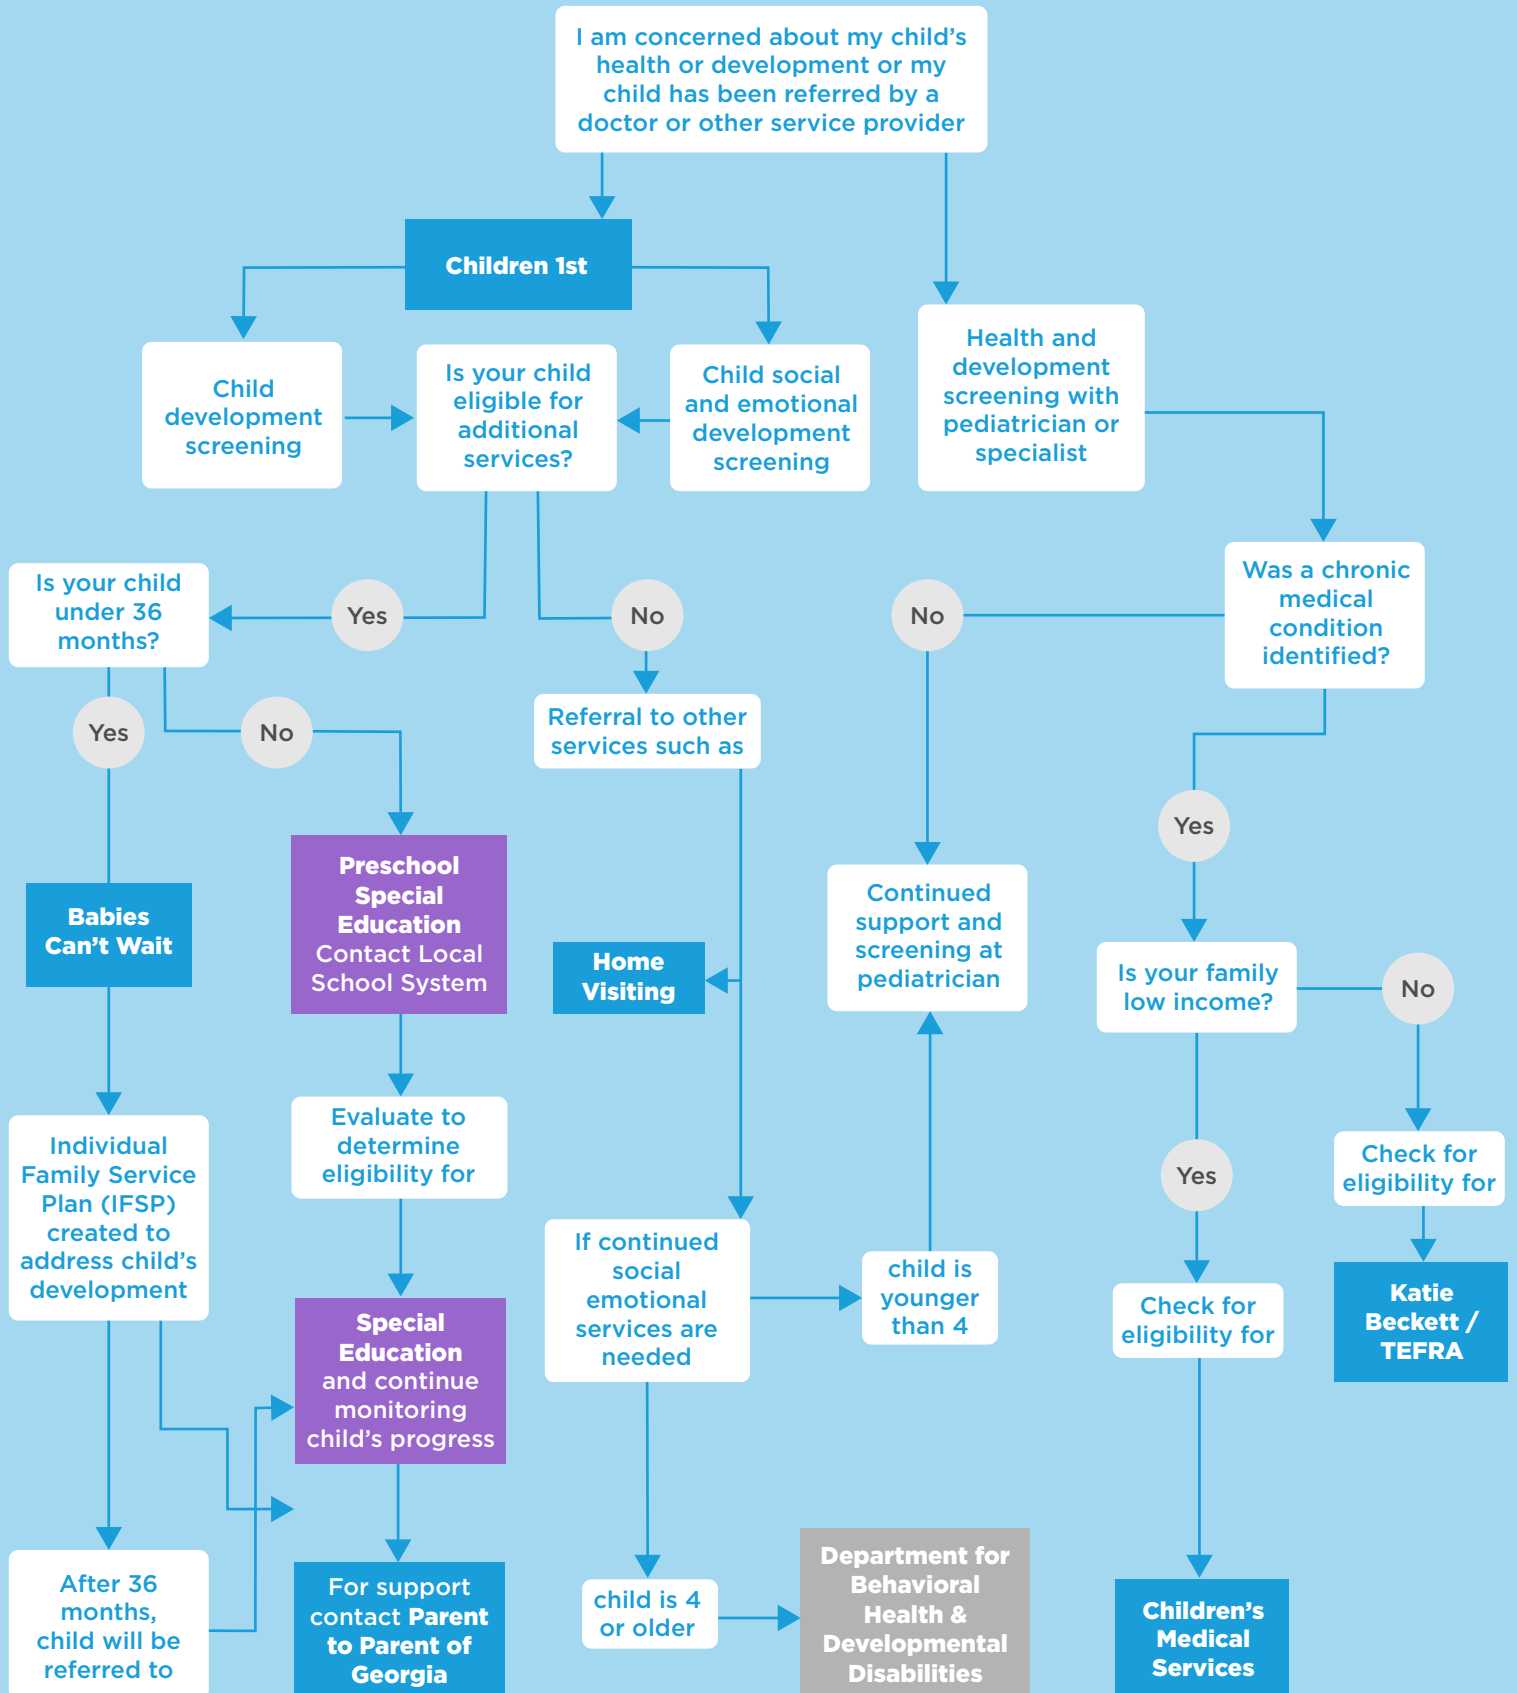 I am concerned about my child's
health or development or my
child has been referred by a
doctor or other service provider
Children 1st
Child
development
screening
Is your child
eligible for
additional
services?
Child social
and emotional
development
screening
Health and
development
screening with
pediatrician or
specialist
Is your child
under 36
months?
Yes
No
No
Was a chronic
medical
condition
identified?
Yes
No
Referral to other
services such as
Yes
Babies
Can't Wait
Preschool
Special
Education
Contact Local
School System
Home
Visiting
Continued
support and
screening at
pediatrician
Is your family
low income?
No
Individual
Family Service
Plan (IFSP)
created to
address child's
development
Evaluate to
determine
eligibility for
Yes
Check for
eligibility for
If continued
social
emotional
services are
needed
child is
younger
than 4
Check for
eligibility for
Katie
Beckett /
TEFRA
Special
Education
and continue
monitoring
child's progress
After 36
months,
child will be
referred to
For support
contact Parent
to Parent of
Georgia
child is 4
or older
Department for
Behavioral
Health &
Developmental
Disabilities
Children's
Medical
Services